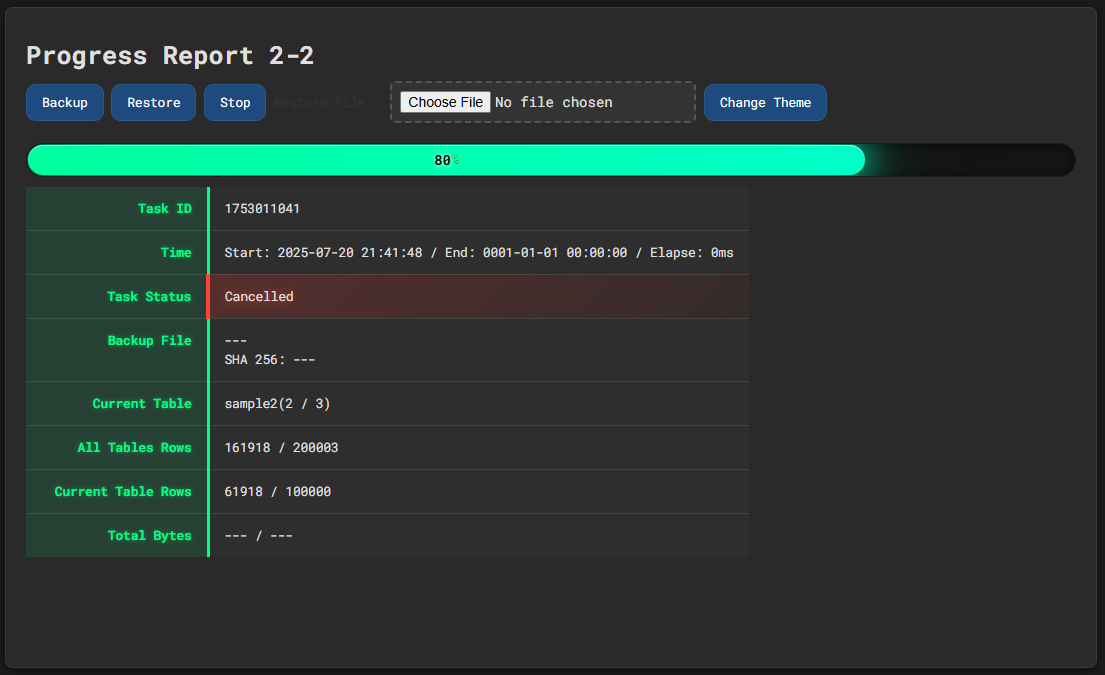 Progress Report 2-2
Backup Restore Stop Restore File: Choose File No file chosen Change Theme
80%
Task ID 1753011041
Time Start: 2025-07-20 21:41:48 / End: 0001-01-01 00:00:00 / Elapse: 0ms
Task Status Cancelled
Backup File ---
SHA 256: ---
Current Table sample2(2 / 3)
All Tables Rows 161918 / 200003
Current Table Rows 61918 / 100000
Total Bytes --- / ---